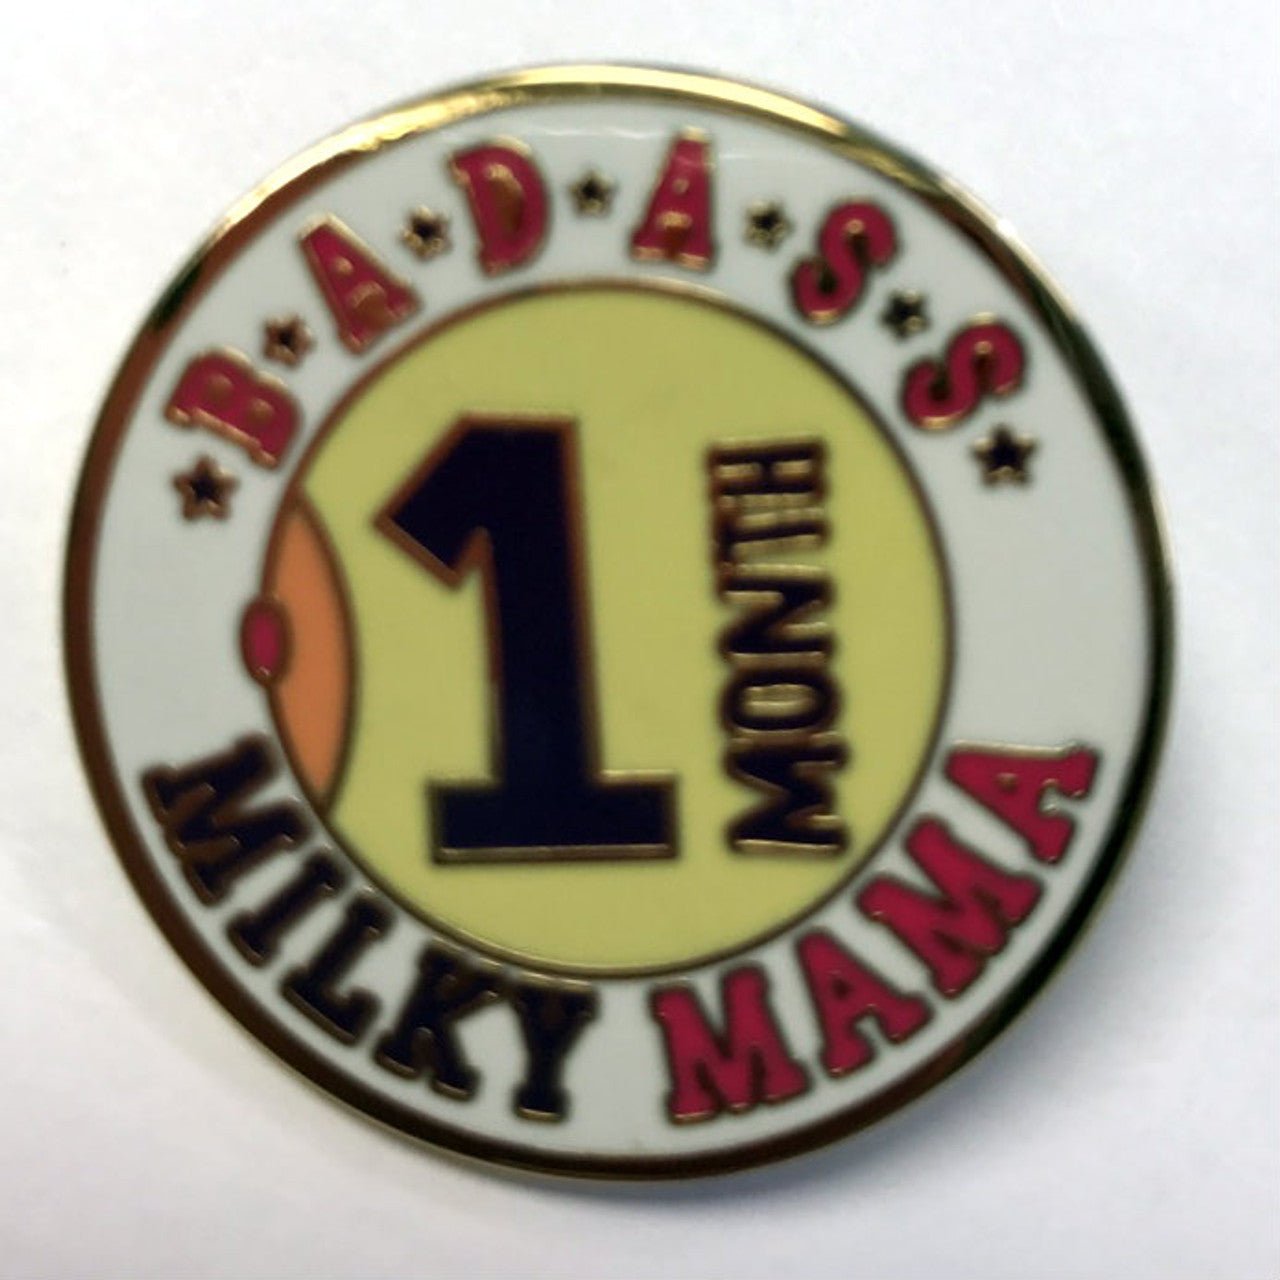 B★A★D★A★S★S
1
MONTH
MILKY MAMA